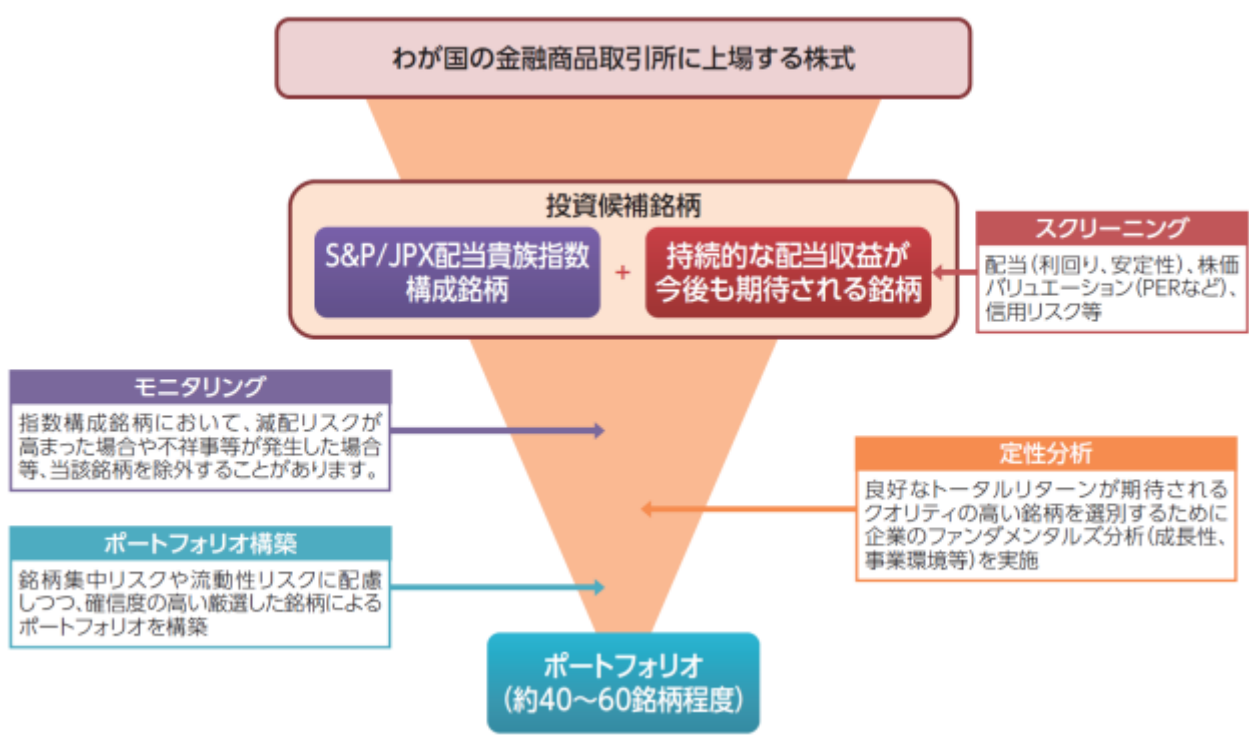 わが国の金融商品取引所に上場する株式
投資候補銘柄
S&P/JPX配当貴族指数
構成銘柄
+
持続的な配当収益が
今後も期待される銘柄
スクリーニング
配当(利回り、安定性)、株価
バリュエーション(PERなど)、
信用リスク等
モニタリング
指数構成銘柄において、減配リスクが
高まった場合や不祥事等が発生した場合
等、当該銘柄を除外することがあります。
定性分析
良好なトータルリターンが期待される
クオリティの高い銘柄を選別するために
企業のファンダメンタルズ分析(成長性、
事業環境等)を実施
ポートフォリオ構築
銘柄集中リスクや流動性リスクに配慮
しつつ、確信度の高い厳選した銘柄による
ポートフォリオを構築
ポートフォリオ
(約40〜60銘柄程度)